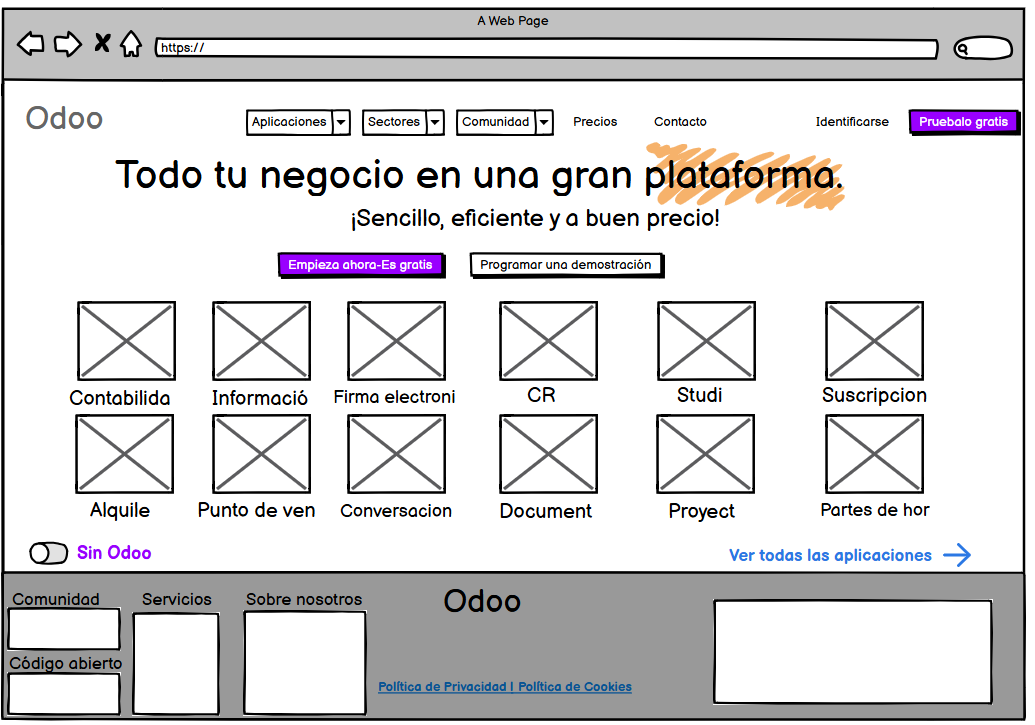 A Web Page
https://
Odoo
Aplicaciones
Sectores
Comunidad
Precios
Contacto
Identificarse
Pruebalo gratis
Todo tu negocio en una gran plataforma.
¡Sencillo, eficiente y a buen precio!
Empieza ahora-Es gratis
Programar una demostración
Contabilida
Informació
Firma electroni
CR
Studi
Suscripcion
Alquile
Punto de ven
Conversacion
Document
Proyect
Partes de hor
Sin Odoo
Ver todas las aplicaciones
Comunidad
Servicios
Sobre nosotros
Odoo
Código abierto
Política de Privacidad | Política de Cookies